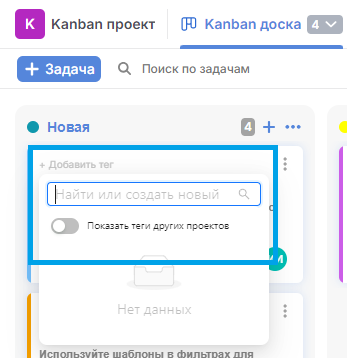 K Kanban проект Kanban доска 4
+ Задача Поиск по задачам
Новая 4
+ Добавить тег
Найти или создать новый
Показать теги других проектов
Нет данных
Используйте шаблоны в фильтрах для